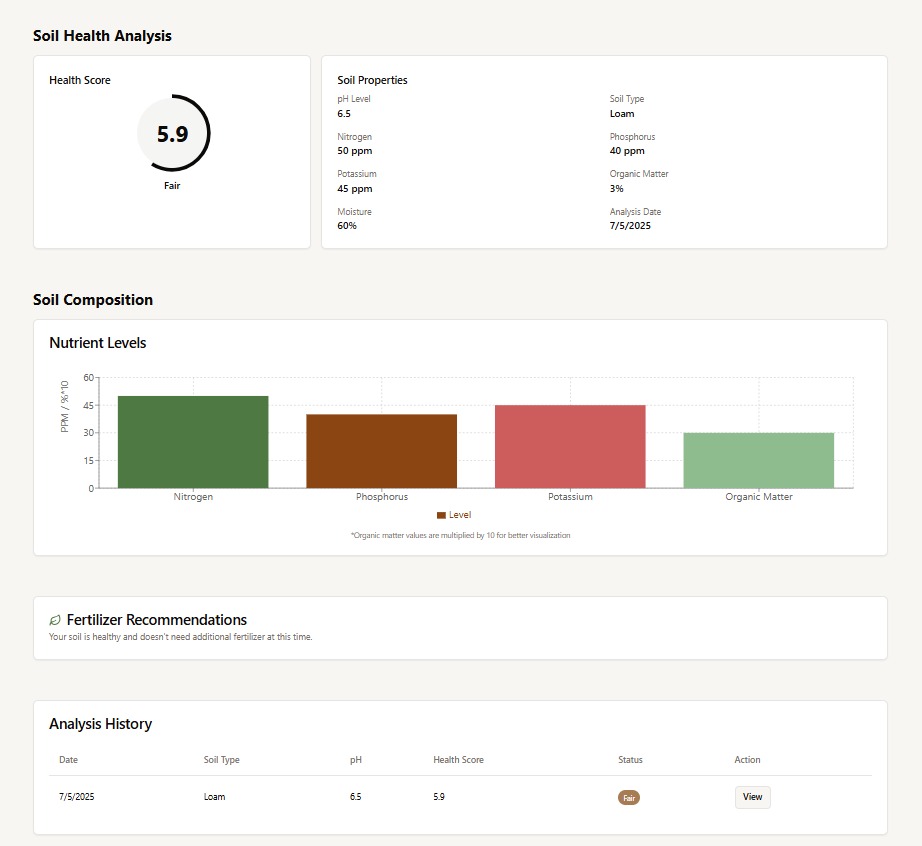 Soil Health Analysis
Health Score
5.9
Fair
Soil Properties
pH Level
6.5
Soil Type
Loam
Nitrogen
50 ppm
Phosphorus
40 ppm
Potassium
45 ppm
Organic Matter
3%
Moisture
60%
Analysis Date
7/5/2025
Soil Composition
Nutrient Levels
PPM / %*10
60
45
30
15
0
Nitrogen Phosphorus Potassium Organic Matter
Level
*Organic matter values are multiplied by 10 for better visualization
Fertilizer Recommendations
Your soil is healthy and doesn't need additional fertilizer at this time.
Analysis History
Date Soil Type pH Health Score Status Action
7/5/2025 Loam 6.5 5.9 Fair View